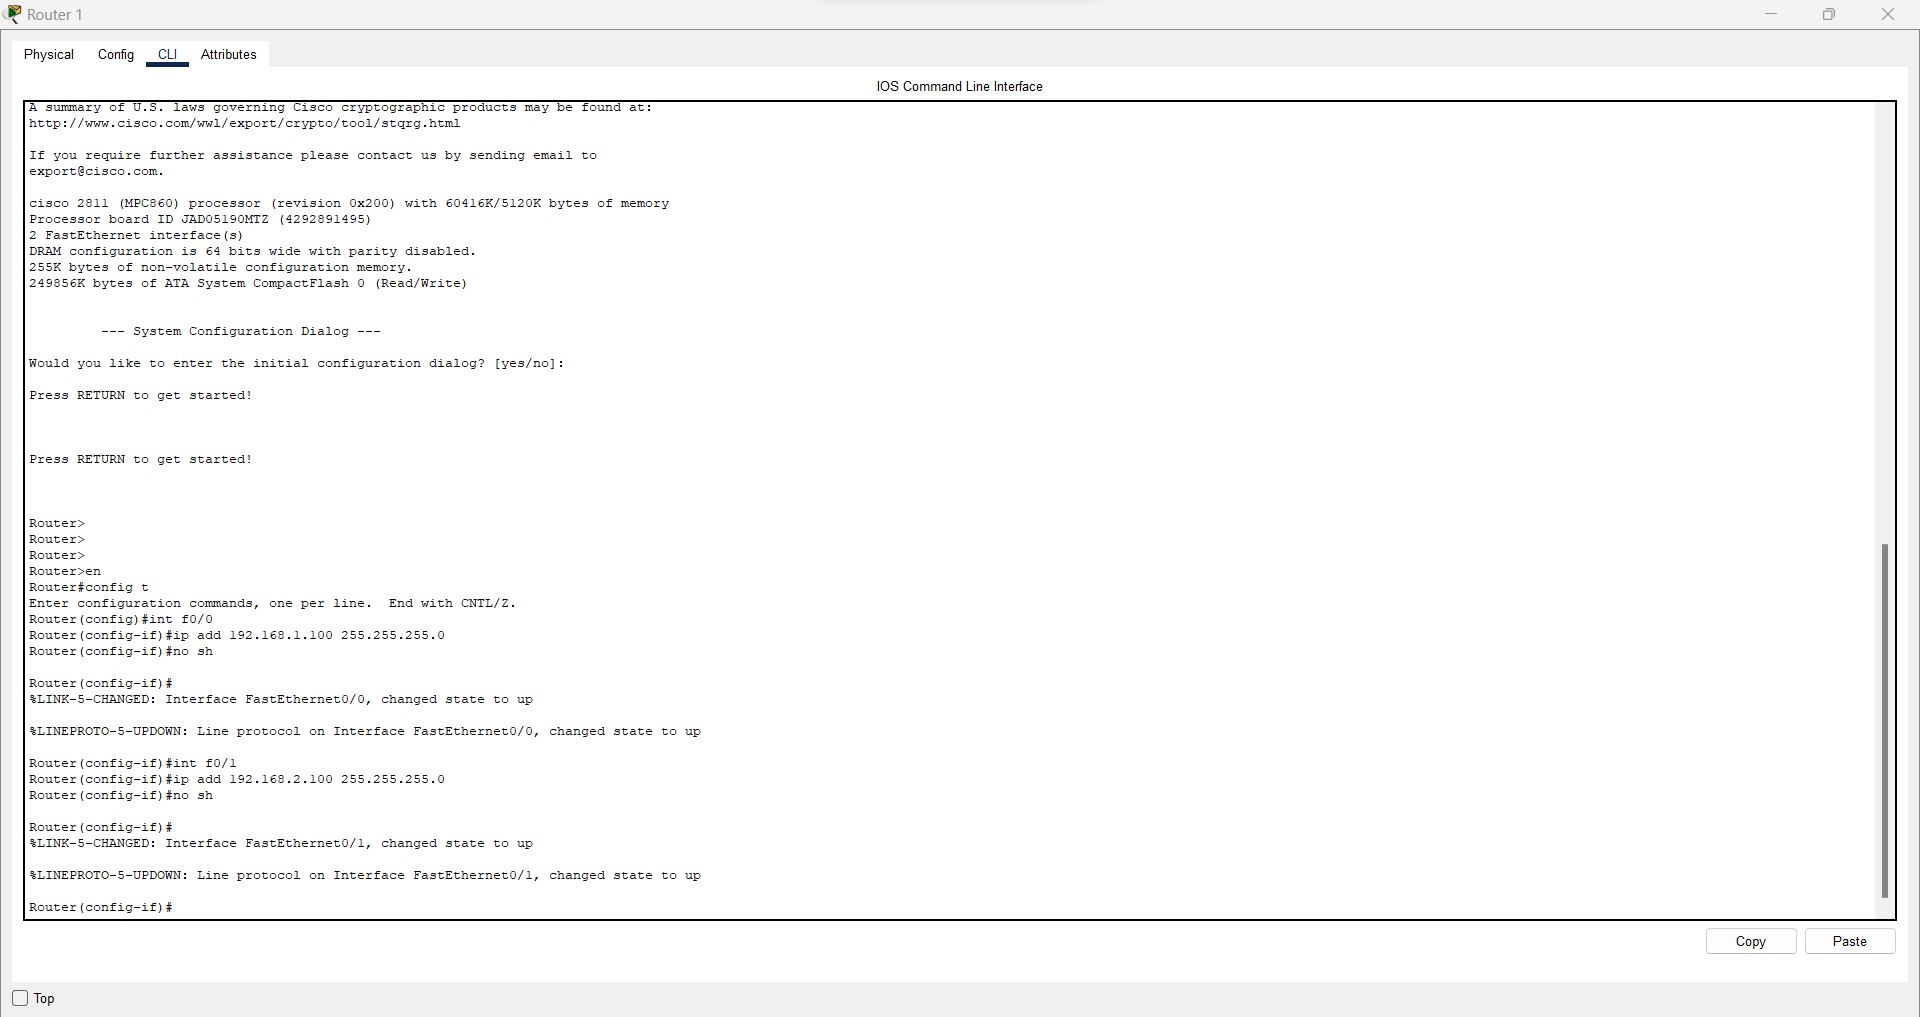 Router 1
Physical Config CLI Attributes
IOS Command Line Interface
A summary of U.S. laws governing Cisco cryptographic products may be found at:
http://www.cisco.com/wwl/export/crypto/tool/stqrg.html
If you require further assistance please contact us by sending email to
export@cisco.com.
cisco 2811 (MPC860) processor (revision 0x200) with 60416K/5120K bytes of memory
Processor board ID JAD05190MTZ (4292891495)
2 FastEthernet interface(s)
DRAM configuration is 64 bits wide with parity disabled.
255K bytes of non-volatile configuration memory.
249856K bytes of ATA System CompactFlash 0 (Read/Write)
--- System Configuration Dialog ---
Would you like to enter the initial configuration dialog? [yes/no]:
Press RETURN to get started!
Press RETURN to get started!
Router>
Router>
Router>
Router>en
Router#config t
Enter configuration commands, one per line.  End with CNTL/Z.
Router(config)#int f0/0
Router(config-if)#ip add 192.168.1.100 255.255.255.0
Router(config-if)#no sh
Router(config-if)#
%LINK-5-CHANGED: Interface FastEthernet0/0, changed state to up
%LINEPROTO-5-UPDOWN: Line protocol on Interface FastEthernet0/0, changed state to up
Router(config-if)#int f0/1
Router(config-if)#ip add 192.168.2.100 255.255.255.0
Router(config-if)#no sh
Router(config-if)#
%LINK-5-CHANGED: Interface FastEthernet0/1, changed state to up
%LINEPROTO-5-UPDOWN: Line protocol on Interface FastEthernet0/1, changed state to up
Router(config-if)#
Copy Paste
Top